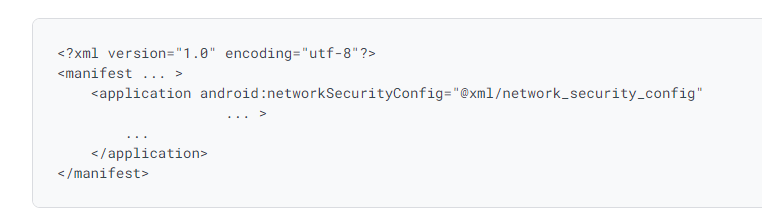 <?xml version="1.0" encoding="utf-8"?>
<manifest ... >
    <application android:networkSecurityConfig="@xml/network_security_config"
                    ... >
        ...
    </application>
</manifest>